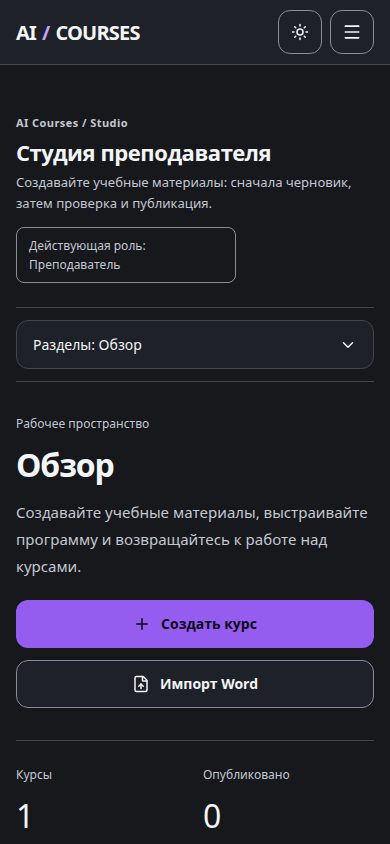 AI / COURSES
AI Courses / Studio
Студия преподавателя
Создавайте учебные материалы: сначала черновик,
затем проверка и публикация.
Действующая роль:
Преподаватель
Разделы: Обзор
Рабочее пространство
Обзор
Создавайте учебные материалы, выстраивайте
программу и возвращайтесь к работе над
курсами.
Создать курс
Импорт Word
Курсы Опубликовано
1 0